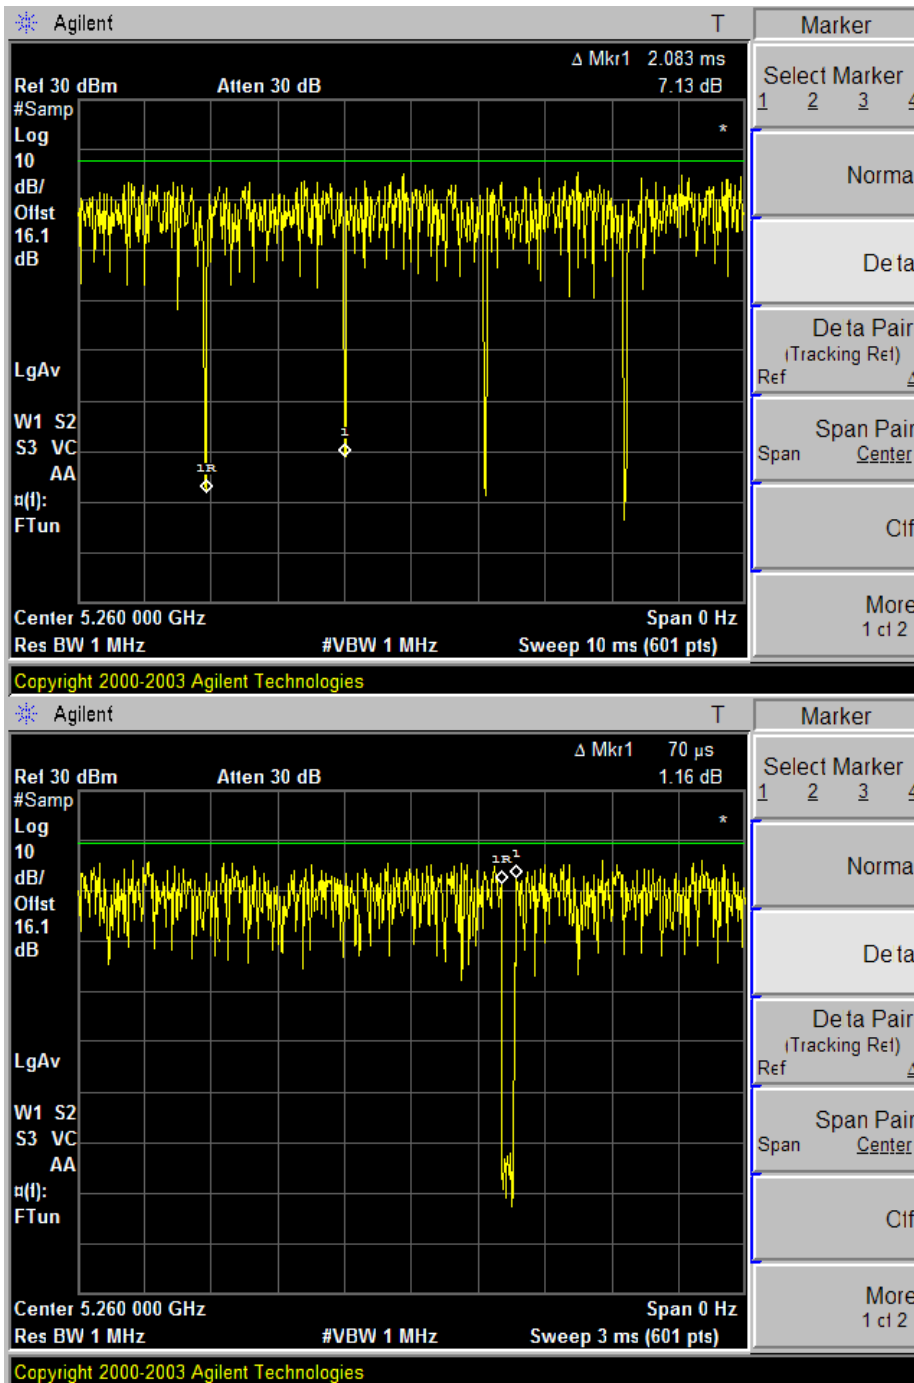 Agilent T Marker
Δ Mkr1 2.083 ms
Ref 30 dBm Atten 30 dB 7.13 dB
#Samp
Log
10
dB/
Offst
16.1
dB
LgAv
W1 S2
S3 VC
AA
¤(f):
FTun
1R
1
*
Center 5.260 000 GHz Span 0 Hz
Res BW 1 MHz #VBW 1 MHz Sweep 10 ms (601 pts)
Copyright 2000-2003 Agilent Technologies
Select Marker
1 2 3 4
Norma
De ta
De ta Pair
(Tracking Ref)
Ref Δ
Span Pair
Span Center
Off
More
1 of 2
Agilent T Marker
Δ Mkr1 70 µs
Ref 30 dBm Atten 30 dB 1.16 dB
#Samp
Log
10
dB/
Offst
16.1
dB
LgAv
W1 S2
S3 VC
AA
¤(f):
FTun
1R 1
*
Center 5.260 000 GHz Span 0 Hz
Res BW 1 MHz #VBW 1 MHz Sweep 3 ms (601 pts)
Copyright 2000-2003 Agilent Technologies
Select Marker
1 2 3 4
Norma
De ta
De ta Pair
(Tracking Ref)
Ref Δ
Span Pair
Span Center
Off
More
1 of 2